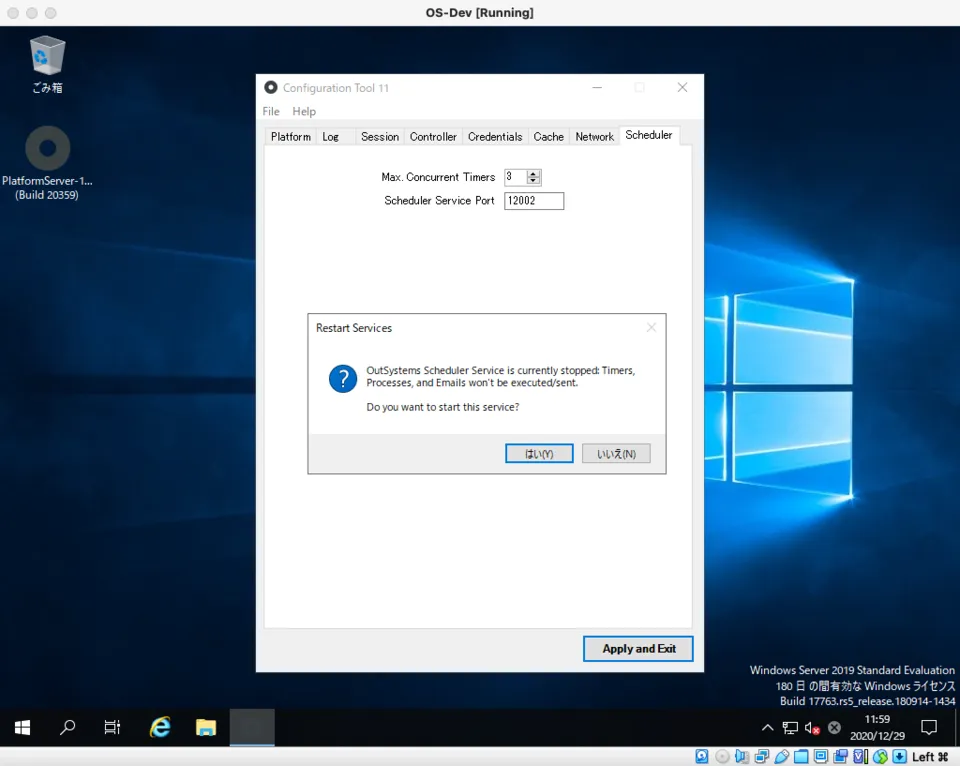 OS-Dev [Running]
ごみ箱
PlatformServer-1...
(Build 20359)
Configuration Tool 11
File Help
Platform Log Session Controller Credentials Cache Network Scheduler
Max. Concurrent Timers 3
Scheduler Service Port 12002
Restart Services
OutSystems Scheduler Service is currently stopped: Timers,
Processes, and Emails won't be executed/sent.
Do you want to start this service?
はい(Y) いいえ(N)
Apply and Exit
Windows Server 2019 Standard Evaluation
180 日の間有効な Windows ライセンス
Build 17763.rs5_release.180914-1434
11:59
2020/12/29
Left ⌘